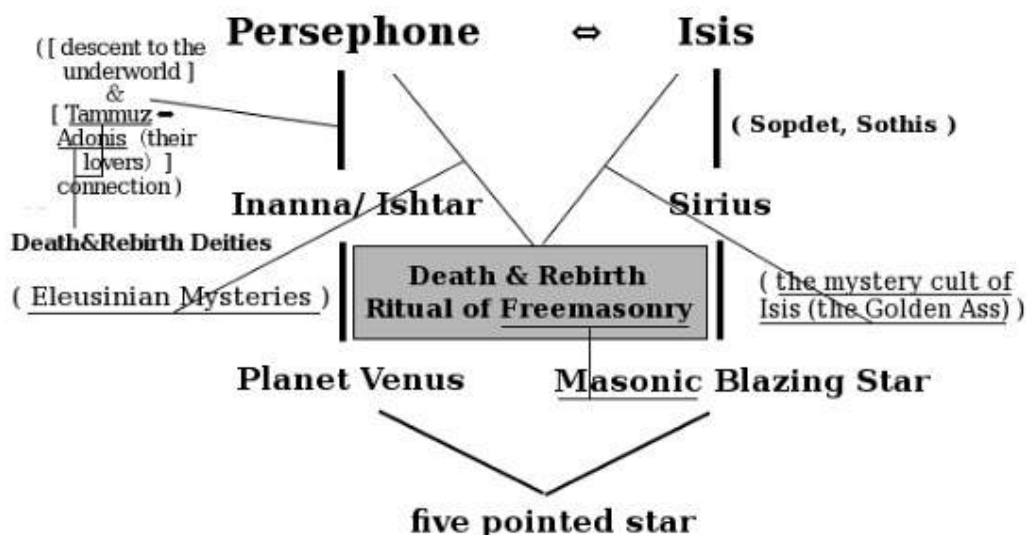 Persephone ⇔ Isis
( [ descent to the
underworld ]
&
[ Tammuz ⬌
Adonis (their
lovers) ]
connection )
Death&Rebirth Deities
( Sopdet, Sothis )
Inanna/ Ishtar
Sirius
( Eleusinian Mysteries )
Death & Rebirth
Ritual of Freemasonry
( the mystery cult of
Isis (the Golden Ass) )
Planet Venus
Masonic Blazing Star
five pointed star